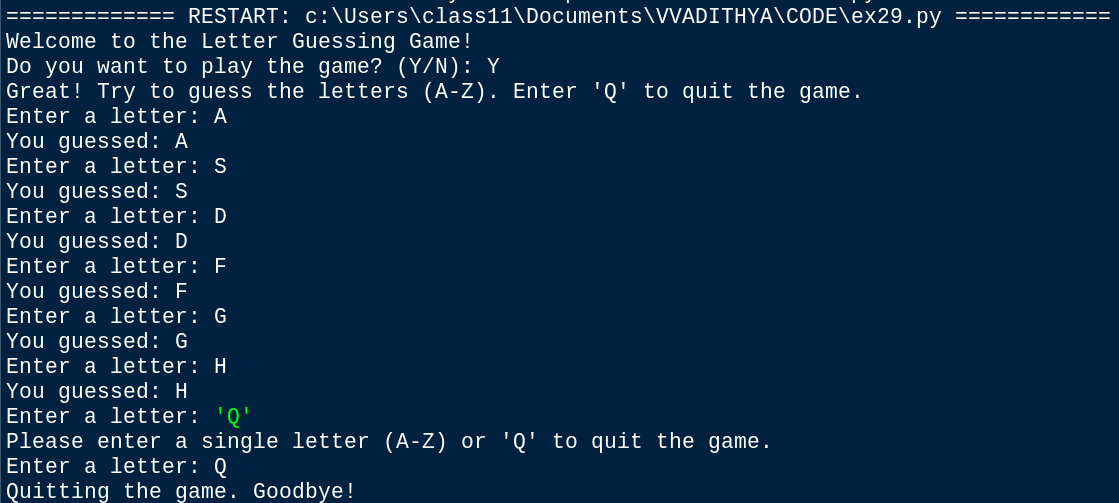 ============= RESTART: c:\Users\class11\Documents\VVADITHYA\CODE\ex29.py ============
Welcome to the Letter Guessing Game!
Do you want to play the game? (Y/N): Y
Great! Try to guess the letters (A-Z). Enter 'Q' to quit the game.
Enter a letter: A
You guessed: A
Enter a letter: S
You guessed: S
Enter a letter: D
You guessed: D
Enter a letter: F
You guessed: F
Enter a letter: G
You guessed: G
Enter a letter: H
You guessed: H
Enter a letter: 'Q'
Please enter a single letter (A-Z) or 'Q' to quit the game.
Enter a letter: Q
Quitting the game. Goodbye!